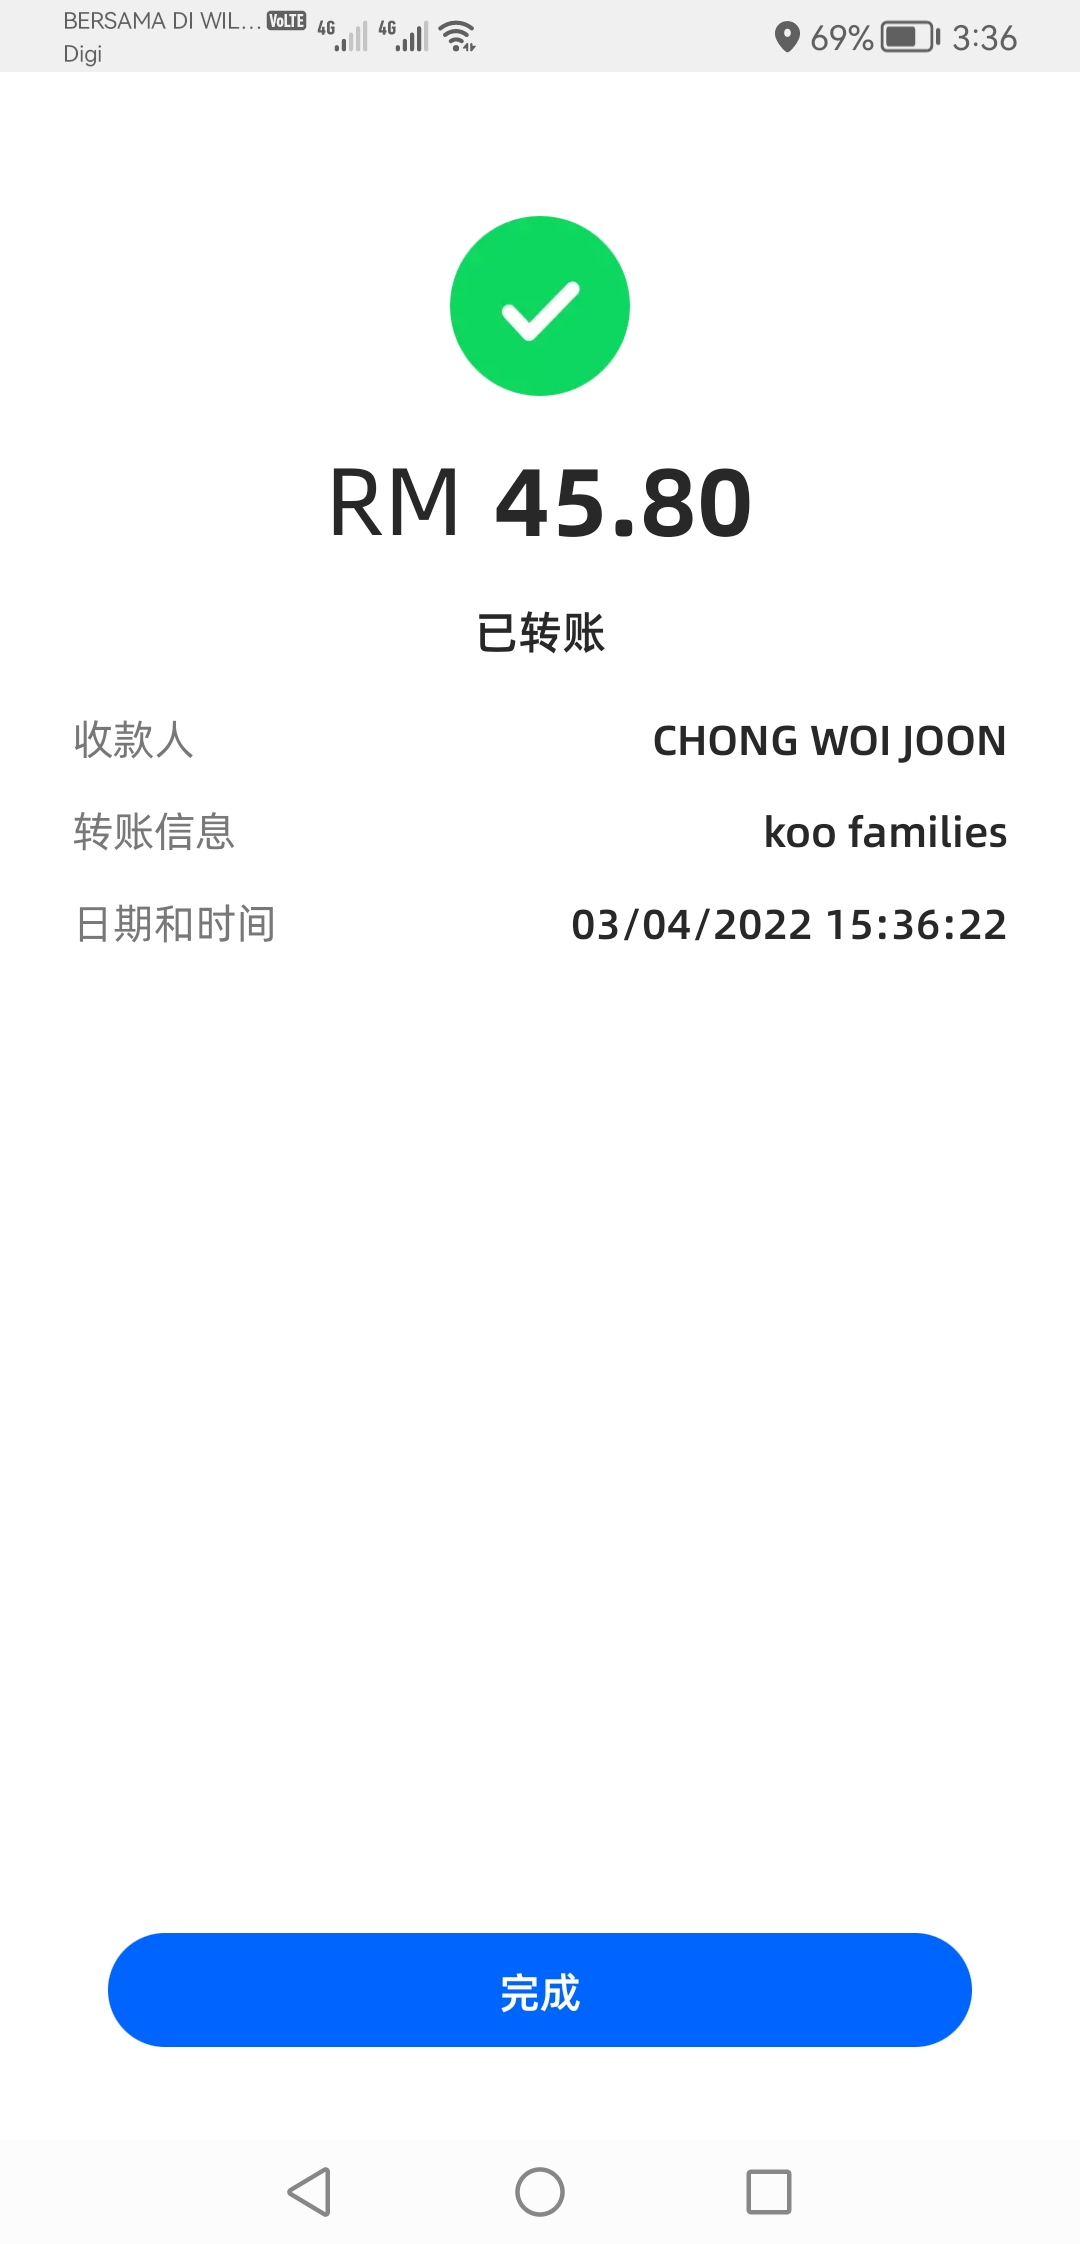 BERSAMA DI WIL... VoLTE 4G 4G 69% 3:36
Digi
RM 45.80
已转账
收款人 CHONG WOI JOON
转账信息 koo families
日期和时间 03/04/2022 15:36:22
完成